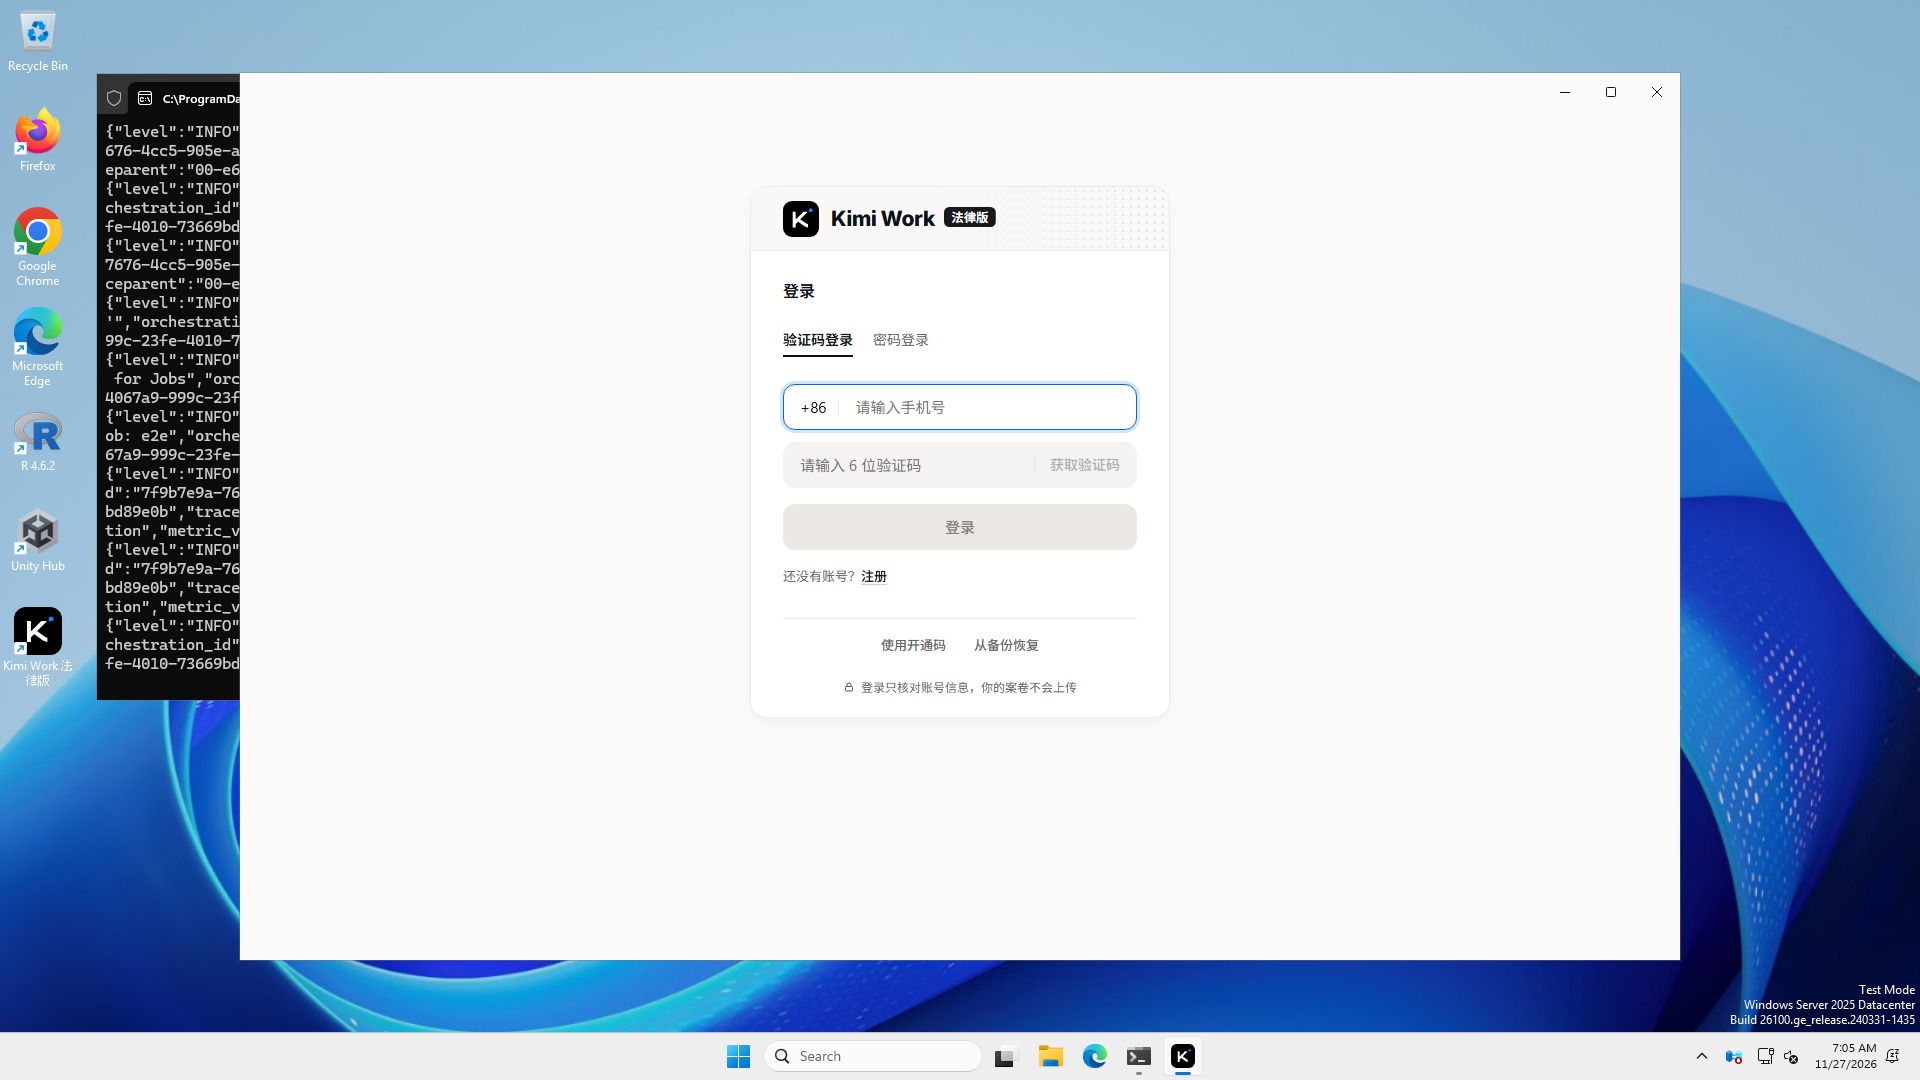 Recycle Bin
Firefox
Google
Chrome
Microsoft
Edge
R 4.6.2
Unity Hub
Kimi Work 法
律版
C:\ProgramDa
{"level":"INFO"
676-4cc5-905e-a
eparent":"00-e6
{"level":"INFO"
chestration_id"
fe-4010-73669bd
{"level":"INFO"
7676-4cc5-905e-
ceparent":"00-e
{"level":"INFO"
'","orchestrati
99c-23fe-4010-7
{"level":"INFO"
for Jobs","orc
4067a9-999c-23f
{"level":"INFO"
ob: e2e","orche
67a9-999c-23fe-
{"level":"INFO"
d":"7f9b7e9a-76
bd89e0b","trace
tion","metric_v
{"level":"INFO"
d":"7f9b7e9a-76
bd89e0b","trace
tion","metric_v
{"level":"INFO"
chestration_id"
fe-4010-73669bd
Kimi Work 法律版
登录
验证码登录 密码登录
+86 请输入手机号
请输入 6 位验证码 获取验证码
登录
还没有账号？ 注册
使用开通码 从备份恢复
登录只核对账号信息，你的案卷不会上传
Test Mode
Windows Server 2025 Datacenter
Build 26100.ge_release.240331-1435
Search
7:05 AM
11/27/2026